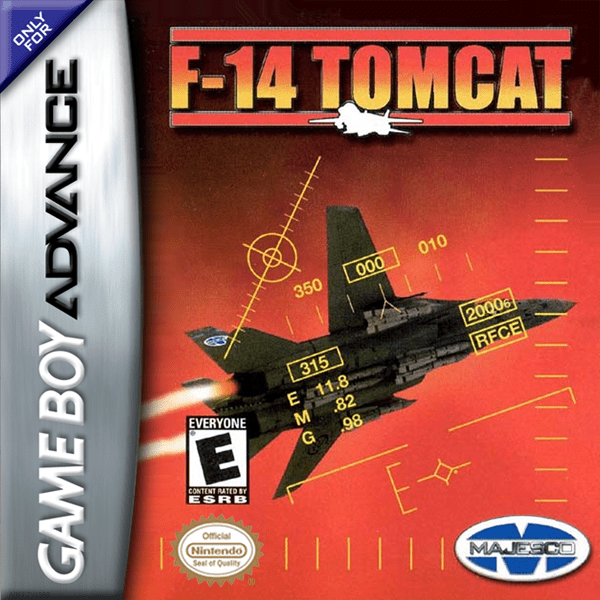 ONLY
FOR
GAME BOY ADVANCE
F-14 TOMCAT
010
000
350
20006
RFCE
315
E 11.8
M .82
G .98
E
EVERYONE
E
CONTENT RATED BY
ESRB
Official
Nintendo
Seal of Quality
®
MAJESCO